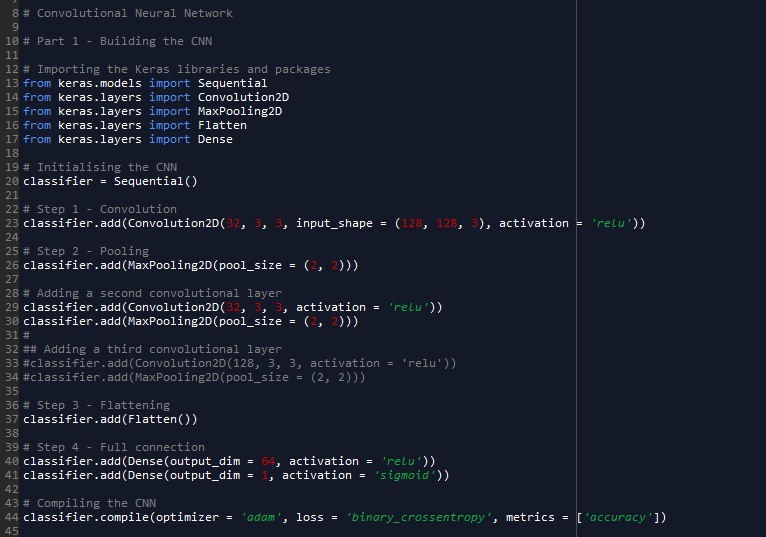 8 # Convolutional Neural Network
9
10 # Part 1 - Building the CNN
11
12 # Importing the Keras libraries and packages
13 from keras.models import Sequential
14 from keras.layers import Convolution2D
15 from keras.layers import MaxPooling2D
16 from keras.layers import Flatten
17 from keras.layers import Dense
18
19 # Initialising the CNN
20 classifier = Sequential()
21
22 # Step 1 - Convolution
23 classifier.add(Convolution2D(32, 3, 3, input_shape = (128, 128, 3), activation = 'relu'))
24
25 # Step 2 - Pooling
26 classifier.add(MaxPooling2D(pool_size = (2, 2)))
27
28 # Adding a second convolutional layer
29 classifier.add(Convolution2D(32, 3, 3, activation = 'relu'))
30 classifier.add(MaxPooling2D(pool_size = (2, 2)))
31 #
32 ## Adding a third convolutional layer
33 #classifier.add(Convolution2D(128, 3, 3, activation = 'relu'))
34 #classifier.add(MaxPooling2D(pool_size = (2, 2)))
35
36 # Step 3 - Flattening
37 classifier.add(Flatten())
38
39 # Step 4 - Full connection
40 classifier.add(Dense(output_dim = 64, activation = 'relu'))
41 classifier.add(Dense(output_dim = 1, activation = 'sigmoid'))
42
43 # Compiling the CNN
44 classifier.compile(optimizer = 'adam', loss = 'binary_crossentropy', metrics = ['accuracy'])
45